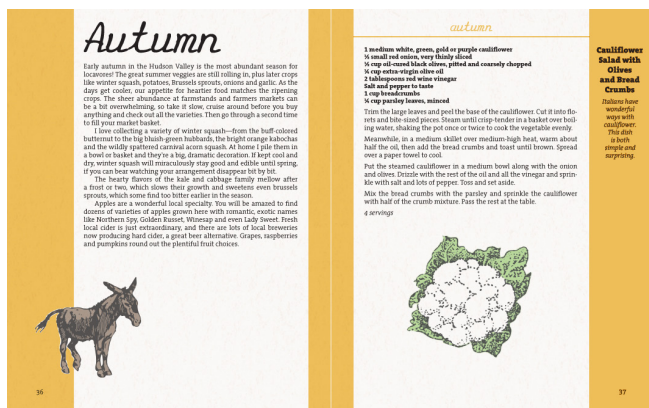 Autumn
Early autumn in the Hudson Valley is the most abundant season for
locavores! The great summer veggies are still rolling in, plus later crops
like winter squash, potatoes, Brussels sprouts, onions and garlic. As the
days get cooler, our appetite for heartier food matches the ripening
crops. The sheer abundance at farmstands and farmers markets can
be a bit overwhelming, so take it slow, cruise around before you buy
anything and check out all the varieties. Then go through a second time
to fill your market basket.
I love collecting a variety of winter squash—from the buff-colored
butternut to the big bluish-green hubbards, the bright orange kabochas
and the wildly spattered carnival acorn squash. At home I pile them in
a bowl or basket and they're a big, dramatic decoration. If kept cool and
dry, winter squash will miraculously stay good and edible until spring,
if you can bear watching your arrangement disappear bit by bit.
The hearty flavors of the kale and cabbage family mellow after
a frost or two, which slows their growth and sweetens even brussels
sprouts, which some find too bitter earlier in the season.
Apples are a wonderful local specialty. You will be amazed to find
dozens of varieties of apples grown here with romantic, exotic names
like Northern Spy, Golden Russet, Winesap and even Lady Sweet. Fresh
local cider is just extraordinary, and there are lots of local breweries
now producing hard cider, a great beer alternative. Grapes, raspberries
and pumpkins round out the plentiful fruit choices.
36
autumn
1 medium white, green, gold or purple cauliflower
small red onion, very thinly sliced
cup oil-cured black olives, pitted and coarsely chopped
cup extra-virgin olive oil
2 tablespoons red wine vinegar
Salt and pepper to taste
1 cup breadcrumbs
cup parsley leaves, minced
Trim the large leaves and peel the base of the cauliflower. Cut it into flo-
rets and bite-sized pieces. Steam until crisp-tender in a basket over boil-
ing water, shaking the pot once or twice to cook the vegetable evenly.
Meanwhile, in a medium skillet over medium-high heat, warm about
half the oil, then add the bread crumbs and toast until brown. Spread
over a paper towel to cool.
Put the steamed cauliflower in a medium bowl along with the onion
and olives. Drizzle with the rest of the oil and all the vinegar and sprin-
kle with salt and lots of pepper. Toss and set aside.
Mix the bread crumbs with the parsley and sprinkle the cauliflower
with half of the crumb mixture. Pass the rest at the table.
4 servings
Cauliflower
Salad with
Olives
and Bread
Crumbs
Italians have
wonderful
ways with
cauliflower.
This dish
is both
simple and
surprising.
37